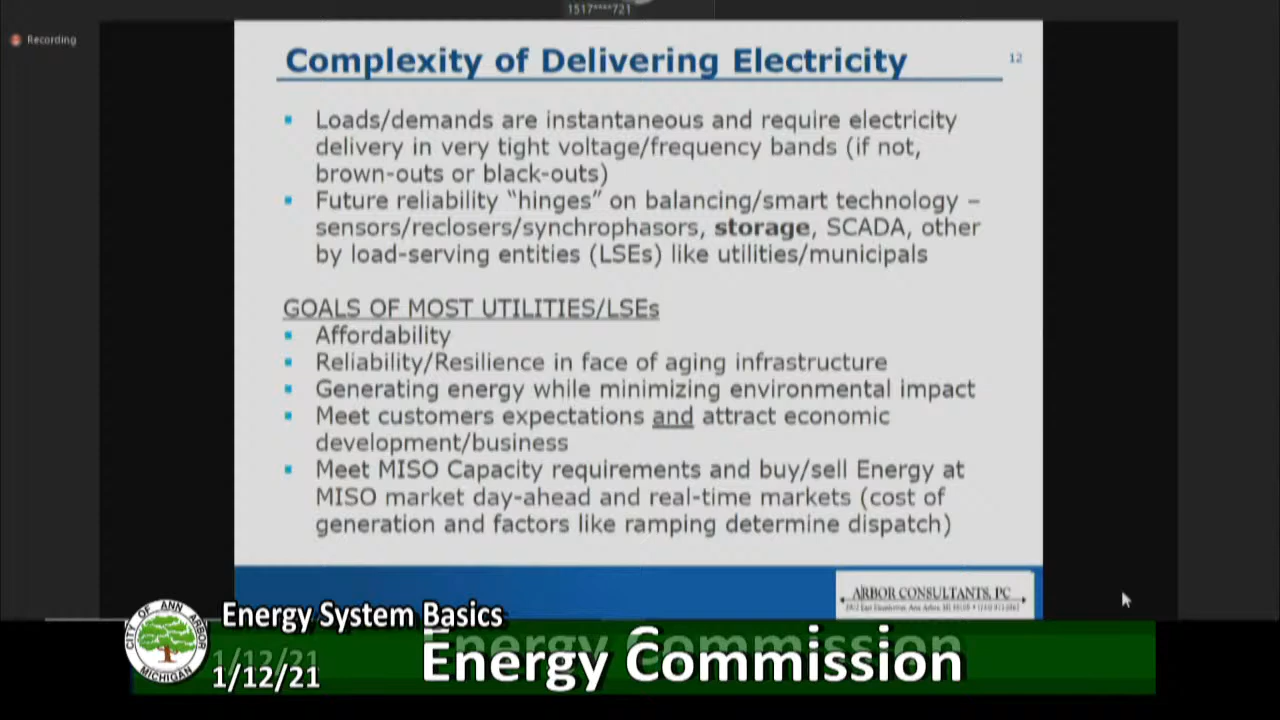 1517****721
Recording
Complexity of Delivering Electricity
12
Loads/demands are instantaneous and require electricity
delivery in very tight voltage/frequency bands (if not,
brown-outs or black-outs)
Future reliability “hinges” on balancing/smart technology –
sensors/reclosers/synchrophasors, storage, SCADA, other
by load-serving entities (LSEs) like utilities/municipals
GOALS OF MOST UTILITIES/LSEs
Affordability
Reliability/Resilience in face of aging infrastructure
Generating energy while minimizing environmental impact
Meet customers expectations and attract economic
development/business
Meet MISO Capacity requirements and buy/sell Energy at
MISO market day-ahead and real-time markets (cost of
generation and factors like ramping determine dispatch)
ARBOR CONSULTANTS, PC
CITY OF ANN ARBOR
MICHIGAN
Energy System Basics
1/12/21
Energy Commission